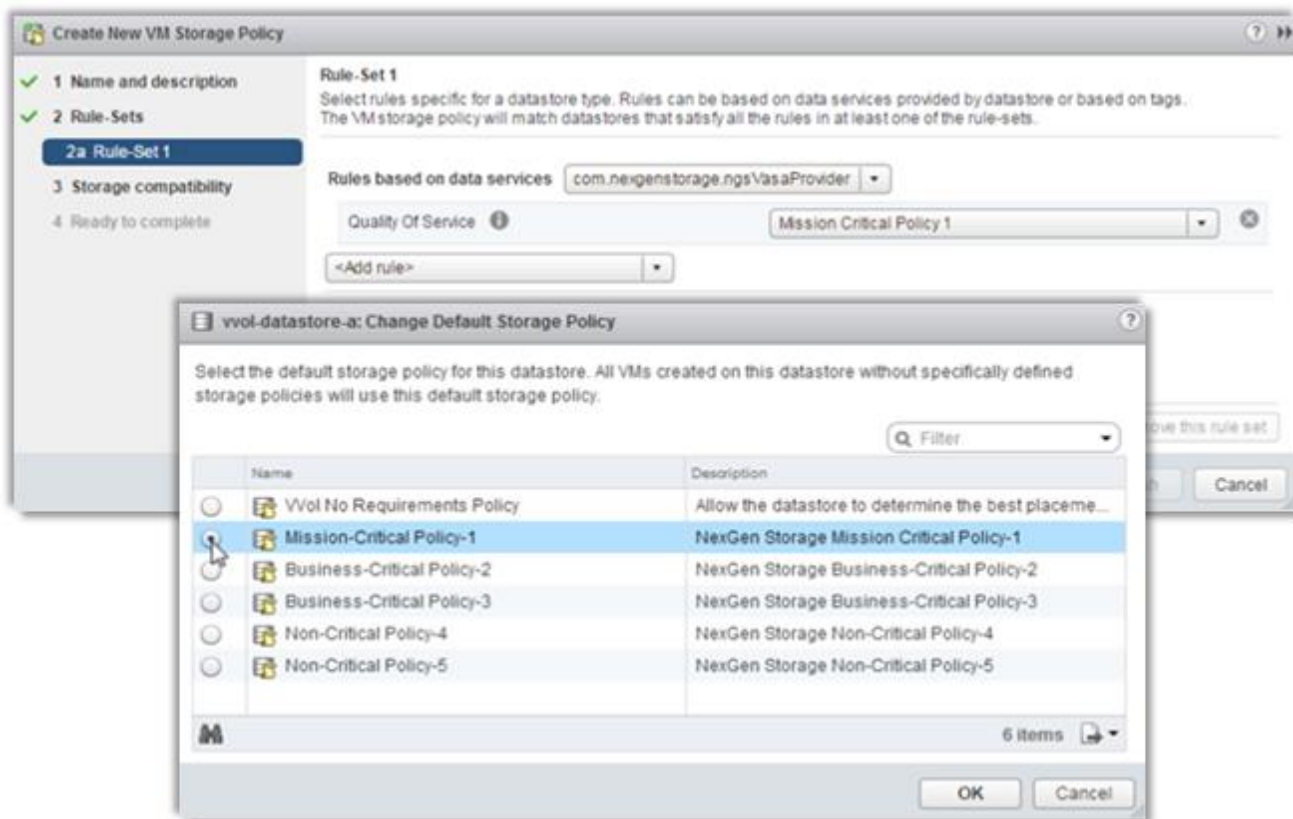 Create New VM Storage Policy
1 Name and description
2 Rule-Sets
2a Rule-Set 1
3 Storage compatibility
4 Ready to complete
Rule-Set 1
Select rules specific for a datastore type. Rules can be based on data services provided by datastore or based on tags.
The VM storage policy will match datastores that satisfy all the rules in at least one of the rule-sets.
Rules based on data services com.nexgenstorage.ngsVasaProvider
Quality Of Service Mission Critical Policy 1
<Add rule>
this rule set
Cancel
vvol-datastore-a: Change Default Storage Policy
Select the default storage policy for this datastore. All VMs created on this datastore without specifically defined
storage policies will use this default storage policy.
Filter
Name Description
VVol No Requirements Policy Allow the datastore to determine the best placeme...
Mission-Critical Policy-1 NexGen Storage Mission Critical Policy-1
Business-Critical Policy-2 NexGen Storage Business-Critical Policy-2
Business-Critical Policy-3 NexGen Storage Business-Critical Policy-3
Non-Critical Policy-4 NexGen Storage Non-Critical Policy-4
Non-Critical Policy-5 NexGen Storage Non-Critical Policy-5
6 items
OK Cancel